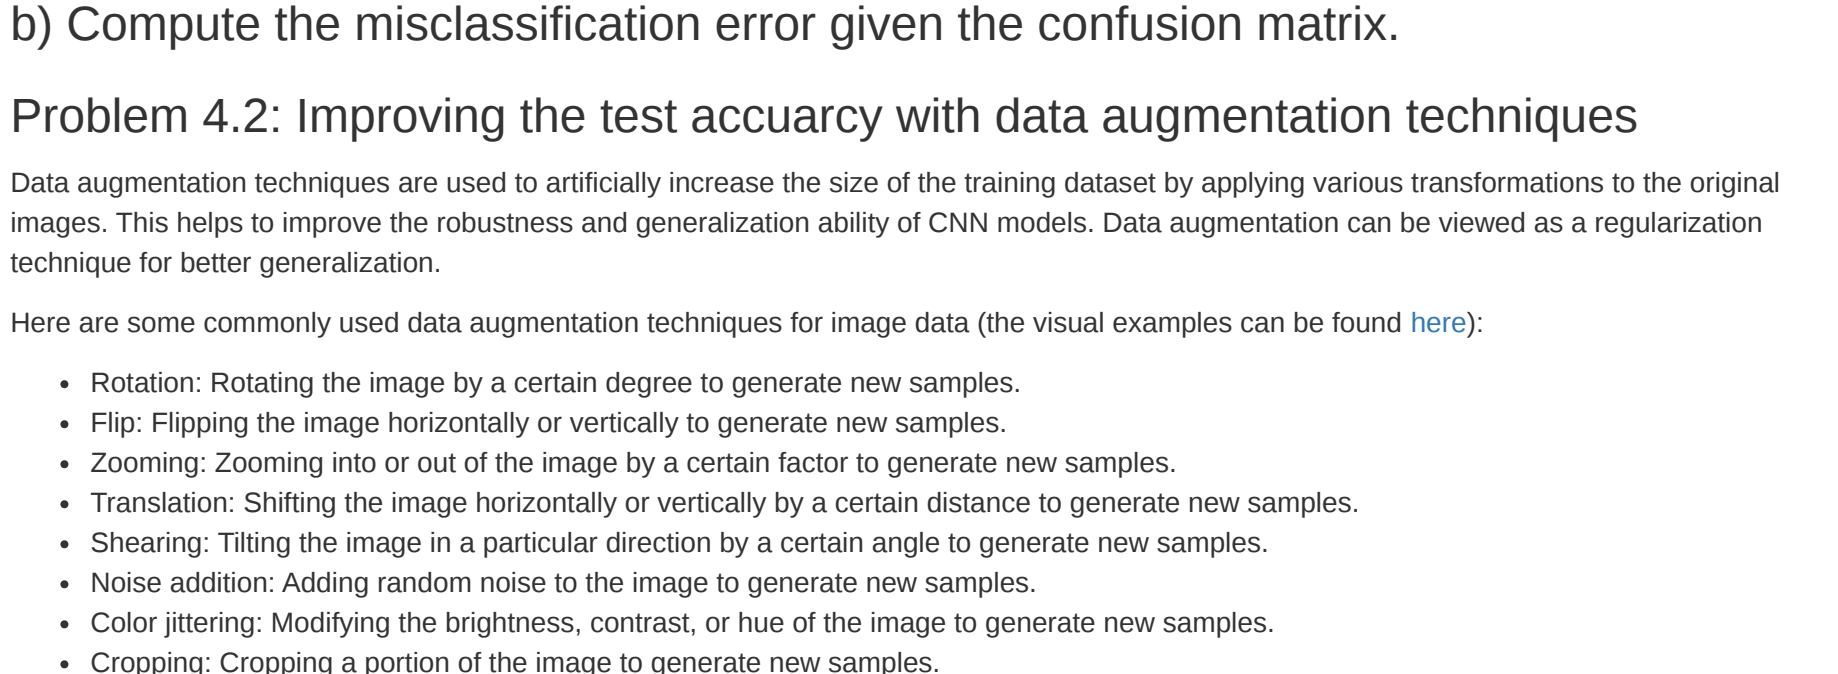 b) Compute the misclassification error given the confusion matrix.
Problem 4.2: Improving the test accuarcy with data augmentation techniques
Data augmentation techniques are used to artificially increase the size of the training dataset by applying various transformations to the original
images. This helps to improve the robustness and generalization ability of CNN models. Data augmentation can be viewed as a regularization
technique for better generalization.
Here are some commonly used data augmentation techniques for image data (the visual examples can be found here):
• Rotation: Rotating the image by a certain degree to generate new samples.
• Flip: Flipping the image horizontally or vertically to generate new samples.
• Zooming: Zooming into or out of the image by a certain factor to generate new samples.
• Translation: Shifting the image horizontally or vertically by a certain distance to generate new samples.
• Shearing: Tilting the image in a particular direction by a certain angle to generate new samples.
• Noise addition: Adding random noise to the image to generate new samples.
• Color jittering: Modifying the brightness, contrast, or hue of the image to generate new samples.
• Cropping: Cropping a portion of the image to generate new samples.